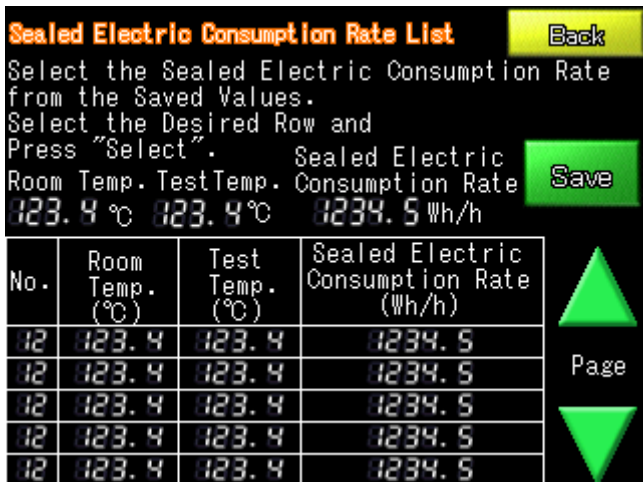 Sealed Electric Consumption Rate List
Back
Select the Sealed Electric Consumption Rate
from the Saved Values.
Select the Desired Row and
Press "Select".
Sealed Electric
Room Temp. TestTemp. Consumption Rate
Save
123.4 ℃ 123.4 ℃ 1234.5 Wh/h
No. Room Temp. (℃) Test Temp. (℃) Sealed Electric Consumption Rate (Wh/h)
12 123.4 123.4 1234.5
12 123.4 123.4 1234.5
Page
12 123.4 123.4 1234.5
12 123.4 123.4 1234.5
12 123.4 123.4 1234.5